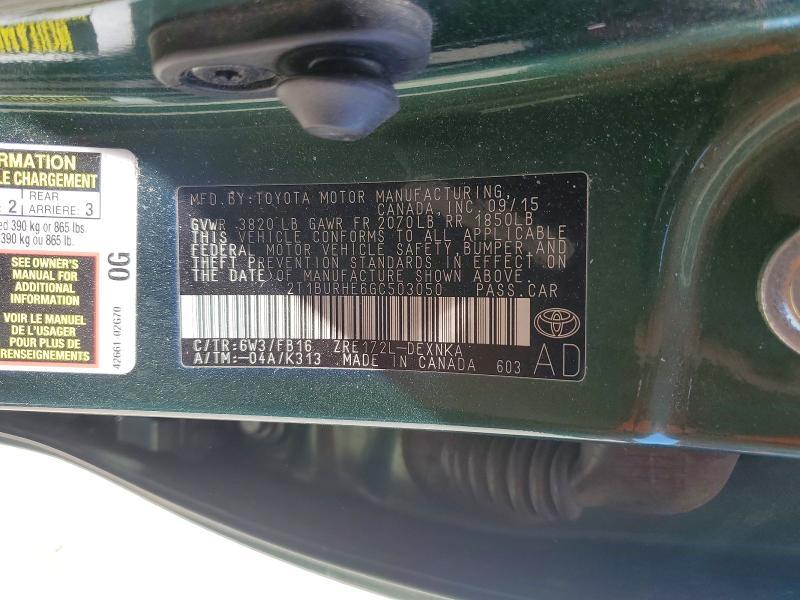 RMATION
LE CHARGEMENT
: 2 REAR ARRIERE: 3
ed 390 kg or 865 lbs.
390 kg ou 865 lb.
SEE OWNER'S
MANUAL FOR
ADDITIONAL
INFORMATION
VOIR LE MANUEL
DE L'USAGER
POUR PLUS DE
RENSEIGNEMENTS
0G
42661-02G70
MFD.BY:TOYOTA MOTOR MANUFACTURING,
CANADA, INC. 09/15
GVWR 3820 LB GAWR FR 2070LB RR 1850LB
THIS VEHICLE CONFORMS TO ALL APPLICABLE
FEDERAL MOTOR VEHICLE SAFETY, BUMPER AND
THEFT PREVENTION STANDARDS IN EFFECT ON
THE DATE OF MANUFACTURE SHOWN ABOVE.
2T1BURHE6GC503050 PASS.CAR
C/TR:6W3/FB16 ZRE172L-DEXNKA
A/TM:-04A/K313 MADE IN CANADA 603
AD